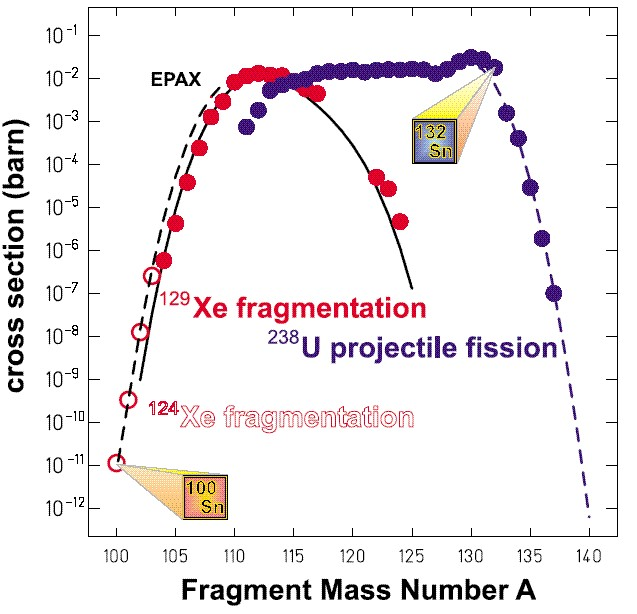 10⁻¹
10⁻²
10⁻³
10⁻⁴
10⁻⁵
10⁻⁶
10⁻⁷
10⁻⁸
10⁻⁹
10⁻¹⁰
10⁻¹¹
10⁻¹²
cross section (barn)
EPAX
132
Sn
¹²⁹Xe fragmentation
²³⁸U projectile fission
¹²⁴Xe fragmentation
100
Sn
100 105 110 115 120 125 130 135 140
Fragment Mass Number A